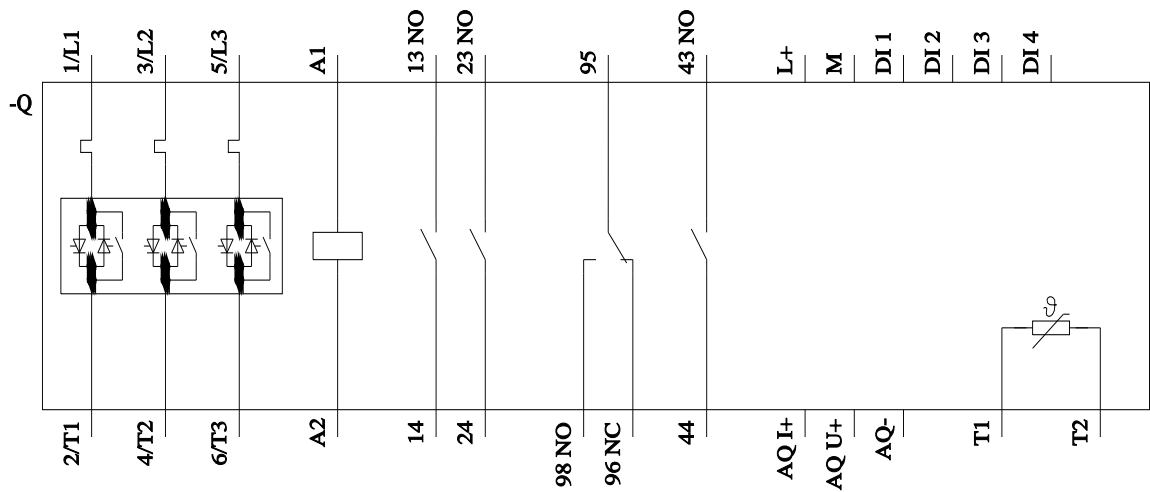 1/L1
3/L2
5/L3
A1
13 NO
23 NO
95
43 NO
L+
M
DI 1
DI 2
DI 3
DI 4
-Q
ϑ
2/T1
4/T2
6/T3
A2
14
24
98 NO
96 NC
44
AQ I+
AQ U+
AQ-
T1
T2